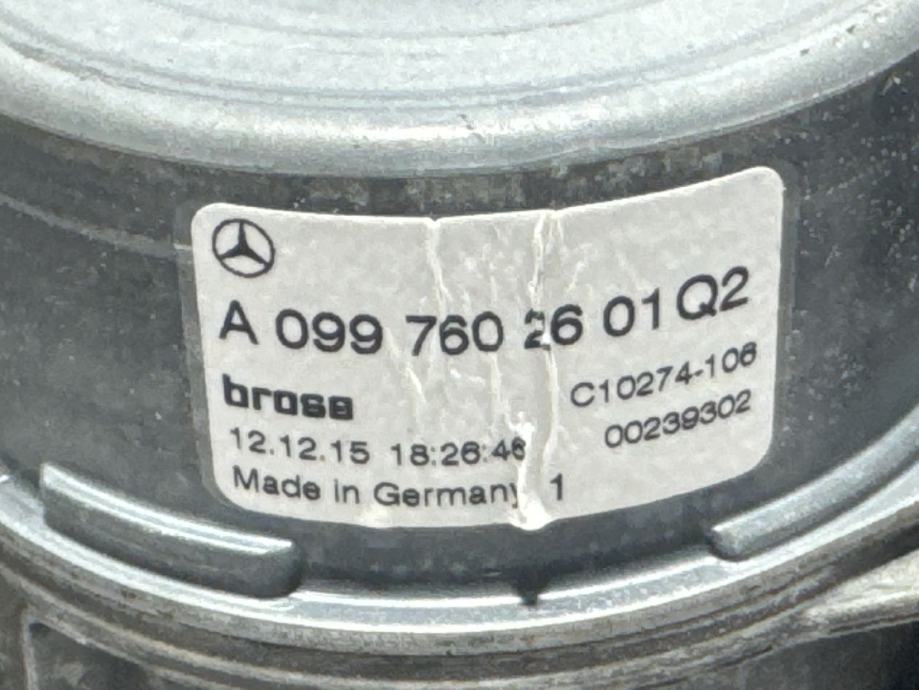 A 099 760 26 01 Q2
brose
C10274-106
12.12.15 18:26:46
00239302
Made in Germany 1